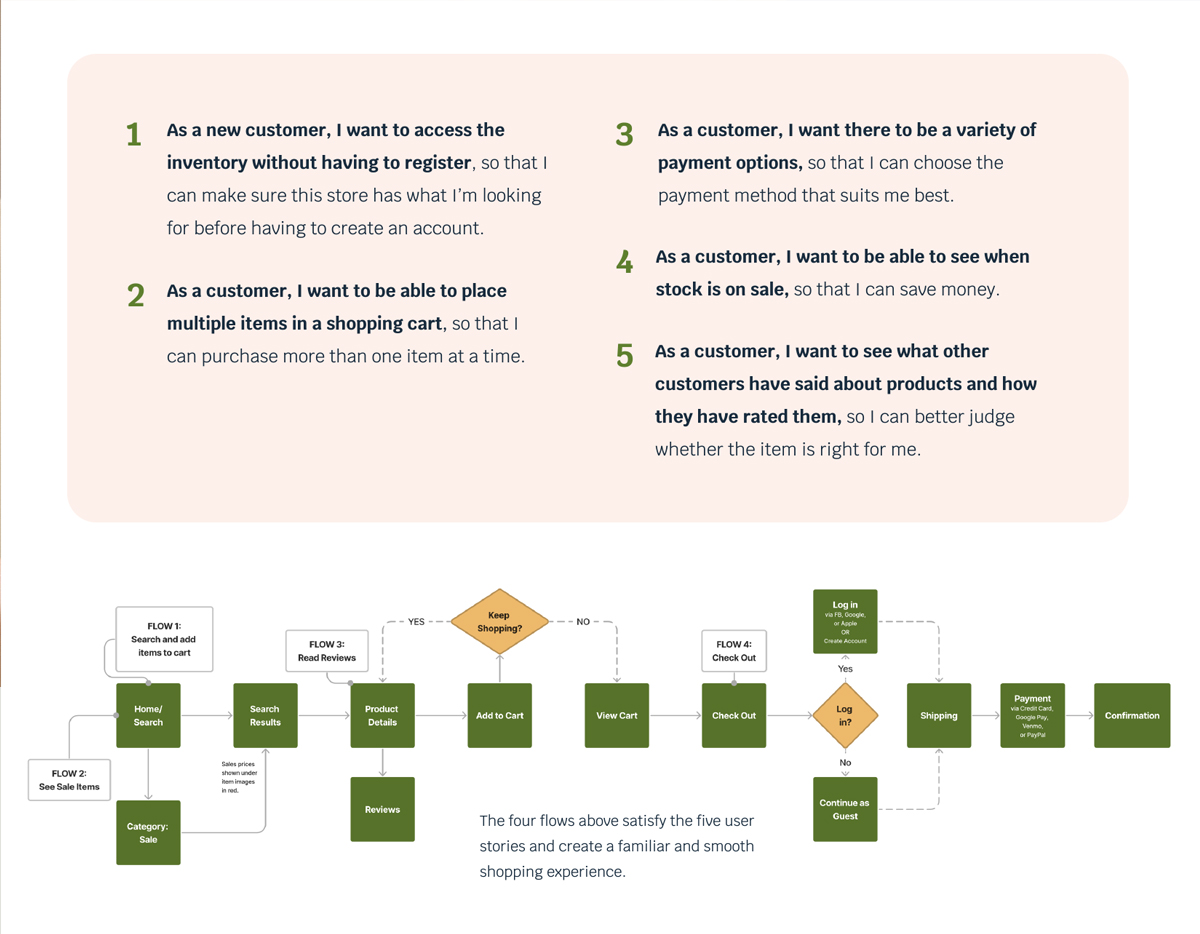 1
As a new customer, I want to access the
inventory without having to register, so that I
can make sure this store has what I’m looking
for before having to create an account.
2
As a customer, I want to be able to place
multiple items in a shopping cart, so that I
can purchase more than one item at a time.
3
As a customer, I want there to be a variety of
payment options, so that I can choose the
payment method that suits me best.
4
As a customer, I want to be able to see when
stock is on sale, so that I can save money.
5
As a customer, I want to see what other
customers have said about products and how
they have rated them, so I can better judge
whether the item is right for me.
FLOW 1:
Search and add
items to cart
FLOW 2:
See Sale Items
Home/
Search
Category:
Sale
Search
Results
Sales prices
shown under
item images
in red.
FLOW 3:
Read Reviews
Product
Details
Reviews
YES
Keep
Shopping?
NO
Add to Cart
View Cart
FLOW 4:
Check Out
Check Out
Log
in?
Yes
Log in
via FB, Google,
or Apple
OR
Create Account
No
Continue as
Guest
Shipping
Payment
via Credit Card,
Google Pay,
Venmo,
or PayPal
Confirmation
The four flows above satisfy the five user
stories and create a familiar and smooth
shopping experience.